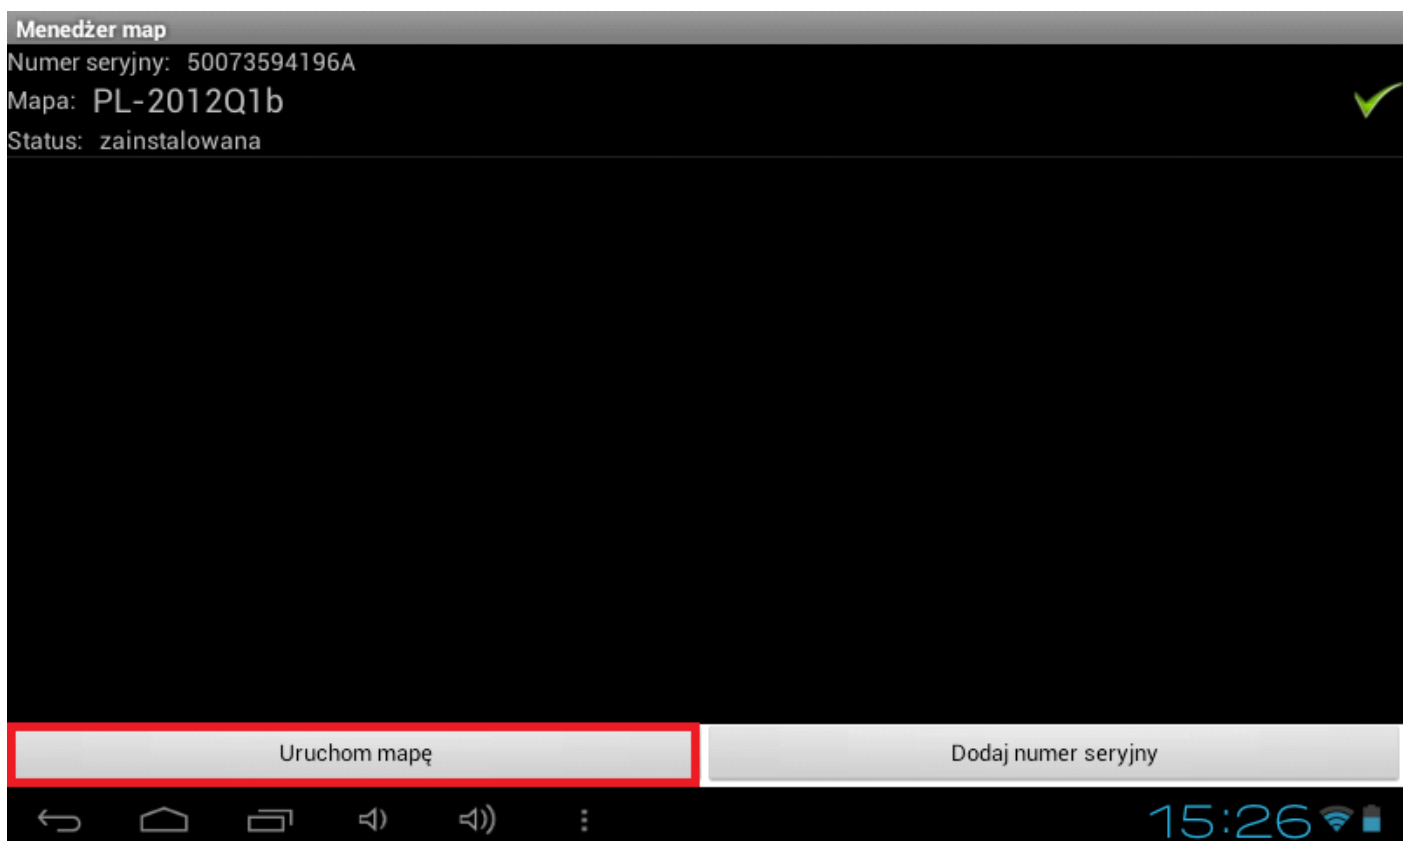 Menedżer map
Numer seryjny: 50073594196A
Mapa: PL-2012Q1b
Status: zainstalowana
Uruchom mapę
Dodaj numer seryjny
15:26